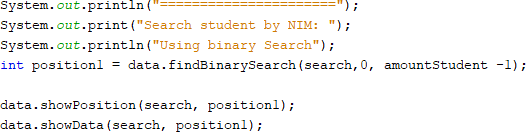 System.out.println("======================");
System.out.print("Search student by NIM: ");
System.out.println("Using binary Search");
int position1 = data.findBinarySearch(search,0, amountStudent -1);
data.showPosition(search, position1);
data.showData(search, position1);